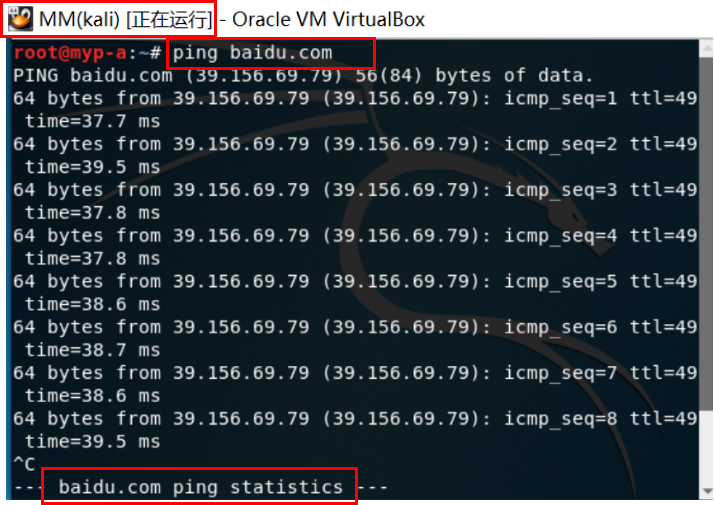 MM(kali) [正在运行] - Oracle VM VirtualBox
root@myp-a:~# ping baidu.com
PING baidu.com (39.156.69.79) 56(84) bytes of data.
64 bytes from 39.156.69.79 (39.156.69.79): icmp_seq=1 ttl=49
 time=37.7 ms
64 bytes from 39.156.69.79 (39.156.69.79): icmp_seq=2 ttl=49
 time=39.5 ms
64 bytes from 39.156.69.79 (39.156.69.79): icmp_seq=3 ttl=49
 time=37.8 ms
64 bytes from 39.156.69.79 (39.156.69.79): icmp_seq=4 ttl=49
 time=37.8 ms
64 bytes from 39.156.69.79 (39.156.69.79): icmp_seq=5 ttl=49
 time=38.6 ms
64 bytes from 39.156.69.79 (39.156.69.79): icmp_seq=6 ttl=49
 time=38.7 ms
64 bytes from 39.156.69.79 (39.156.69.79): icmp_seq=7 ttl=49
 time=38.6 ms
64 bytes from 39.156.69.79 (39.156.69.79): icmp_seq=8 ttl=49
 time=39.5 ms
^C
--- baidu.com ping statistics ---